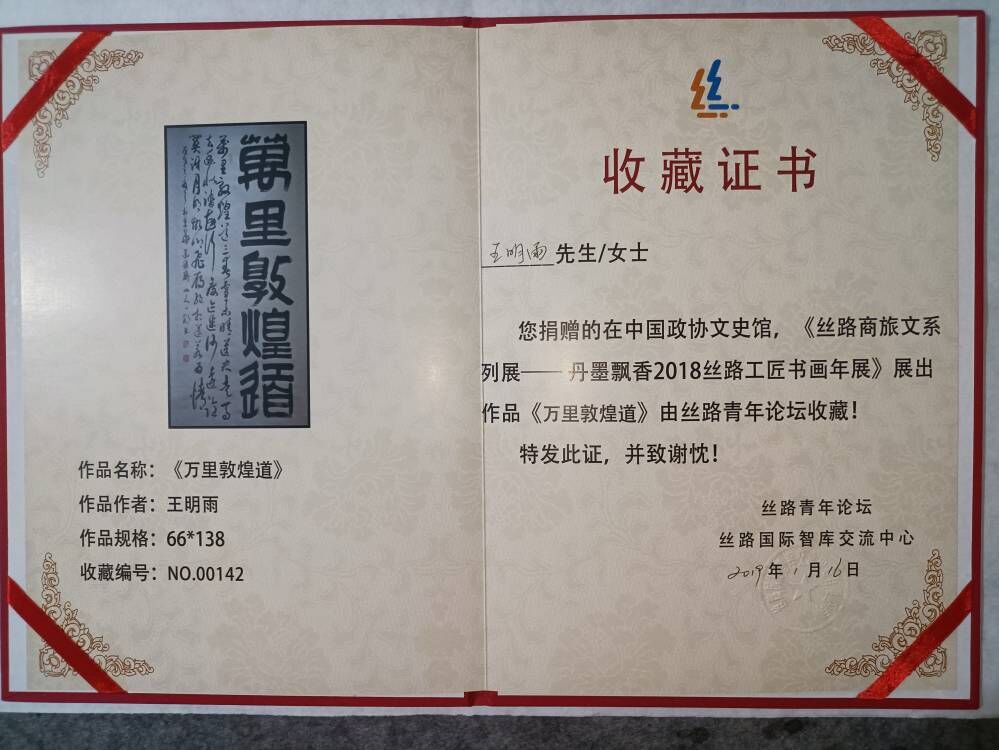 萬里敦煌道
作品名称：《万里敦煌道》
作品作者：王明雨
作品规格：66*138
收藏编号：NO.00142
收藏证书
王明雨 先生/女士
您捐赠的在中国政协文史馆，《丝路商旅文系
列展——丹墨飘香2018丝路工匠书画年展》展出
作品《万里敦煌道》由丝路青年论坛收藏！
特发此证，并致谢忱！
丝路青年论坛
丝路国际智库交流中心
2019年1月16日